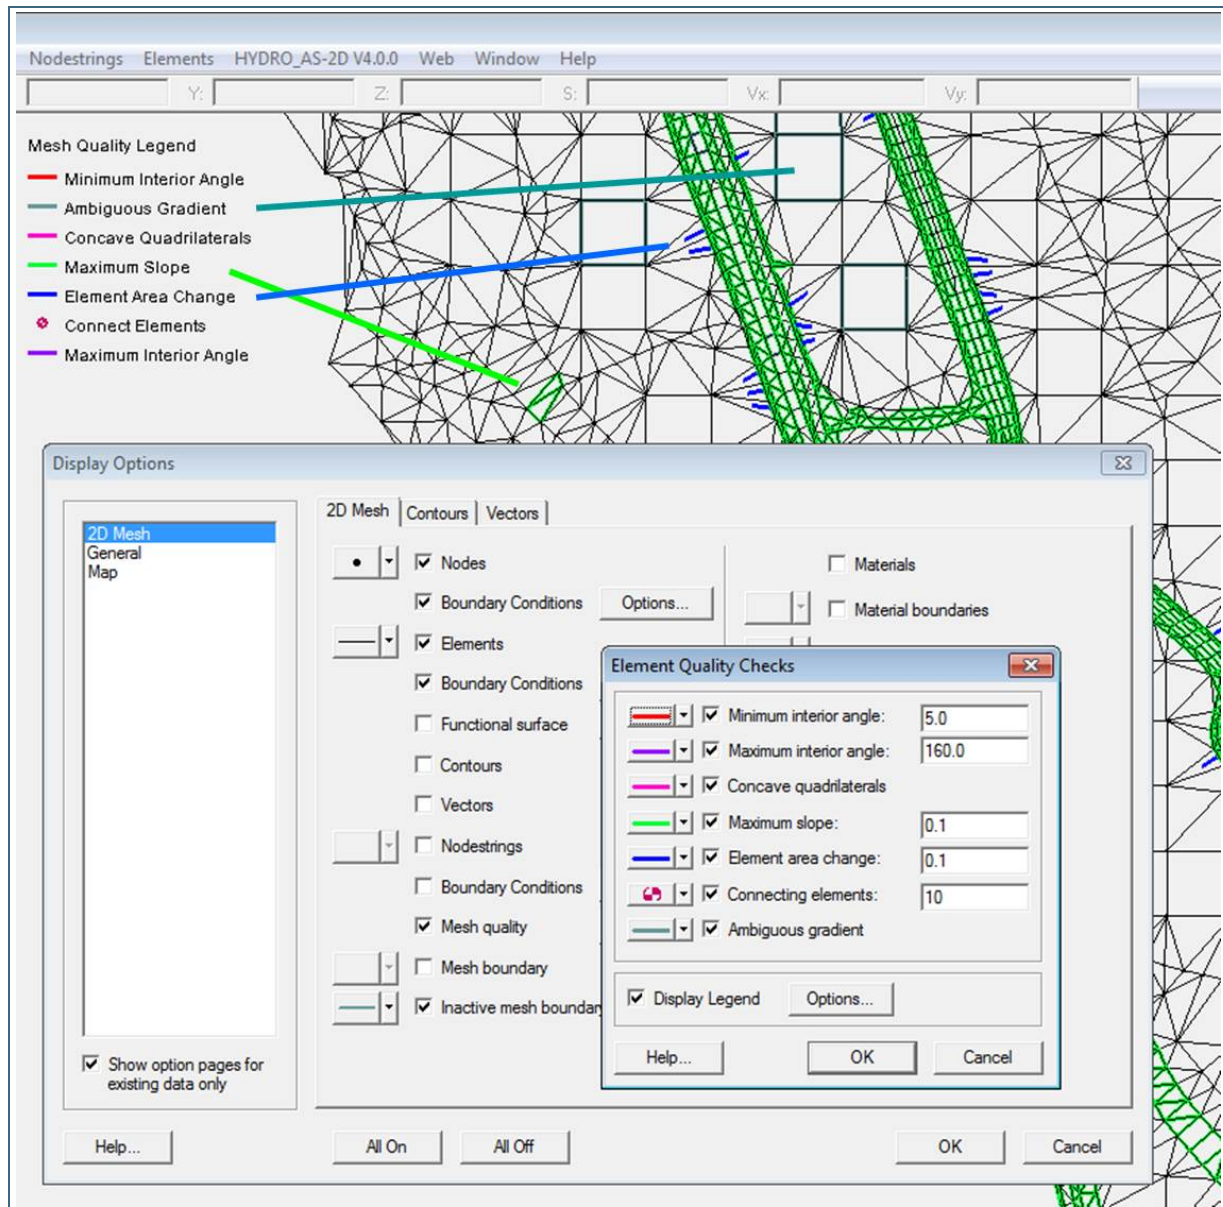 Nodestrings Elements HYDRO_AS-2D V4.0.0 Web Window Help
Y: Z: S: Vx: Vy:
Mesh Quality Legend
Minimum Interior Angle
Ambiguous Gradient
Concave Quadrilaterals
Maximum Slope
Element Area Change
Connect Elements
Maximum Interior Angle
Display Options
2D Mesh
General
Map
Show option pages for
existing data only
2D Mesh Contours Vectors
Nodes
Boundary Conditions Options...
Elements
Boundary Conditions
Functional surface
Contours
Vectors
Nodestrings
Boundary Conditions
Mesh quality
Mesh boundary
Inactive mesh boundary
Materials
Material boundaries
Element Quality Checks
Minimum interior angle: 5.0
Maximum interior angle: 160.0
Concave quadrilaterals
Maximum slope: 0.1
Element area change: 0.1
Connecting elements: 10
Ambiguous gradient
Display Legend Options...
Help... OK Cancel
Help... All On All Off OK Cancel